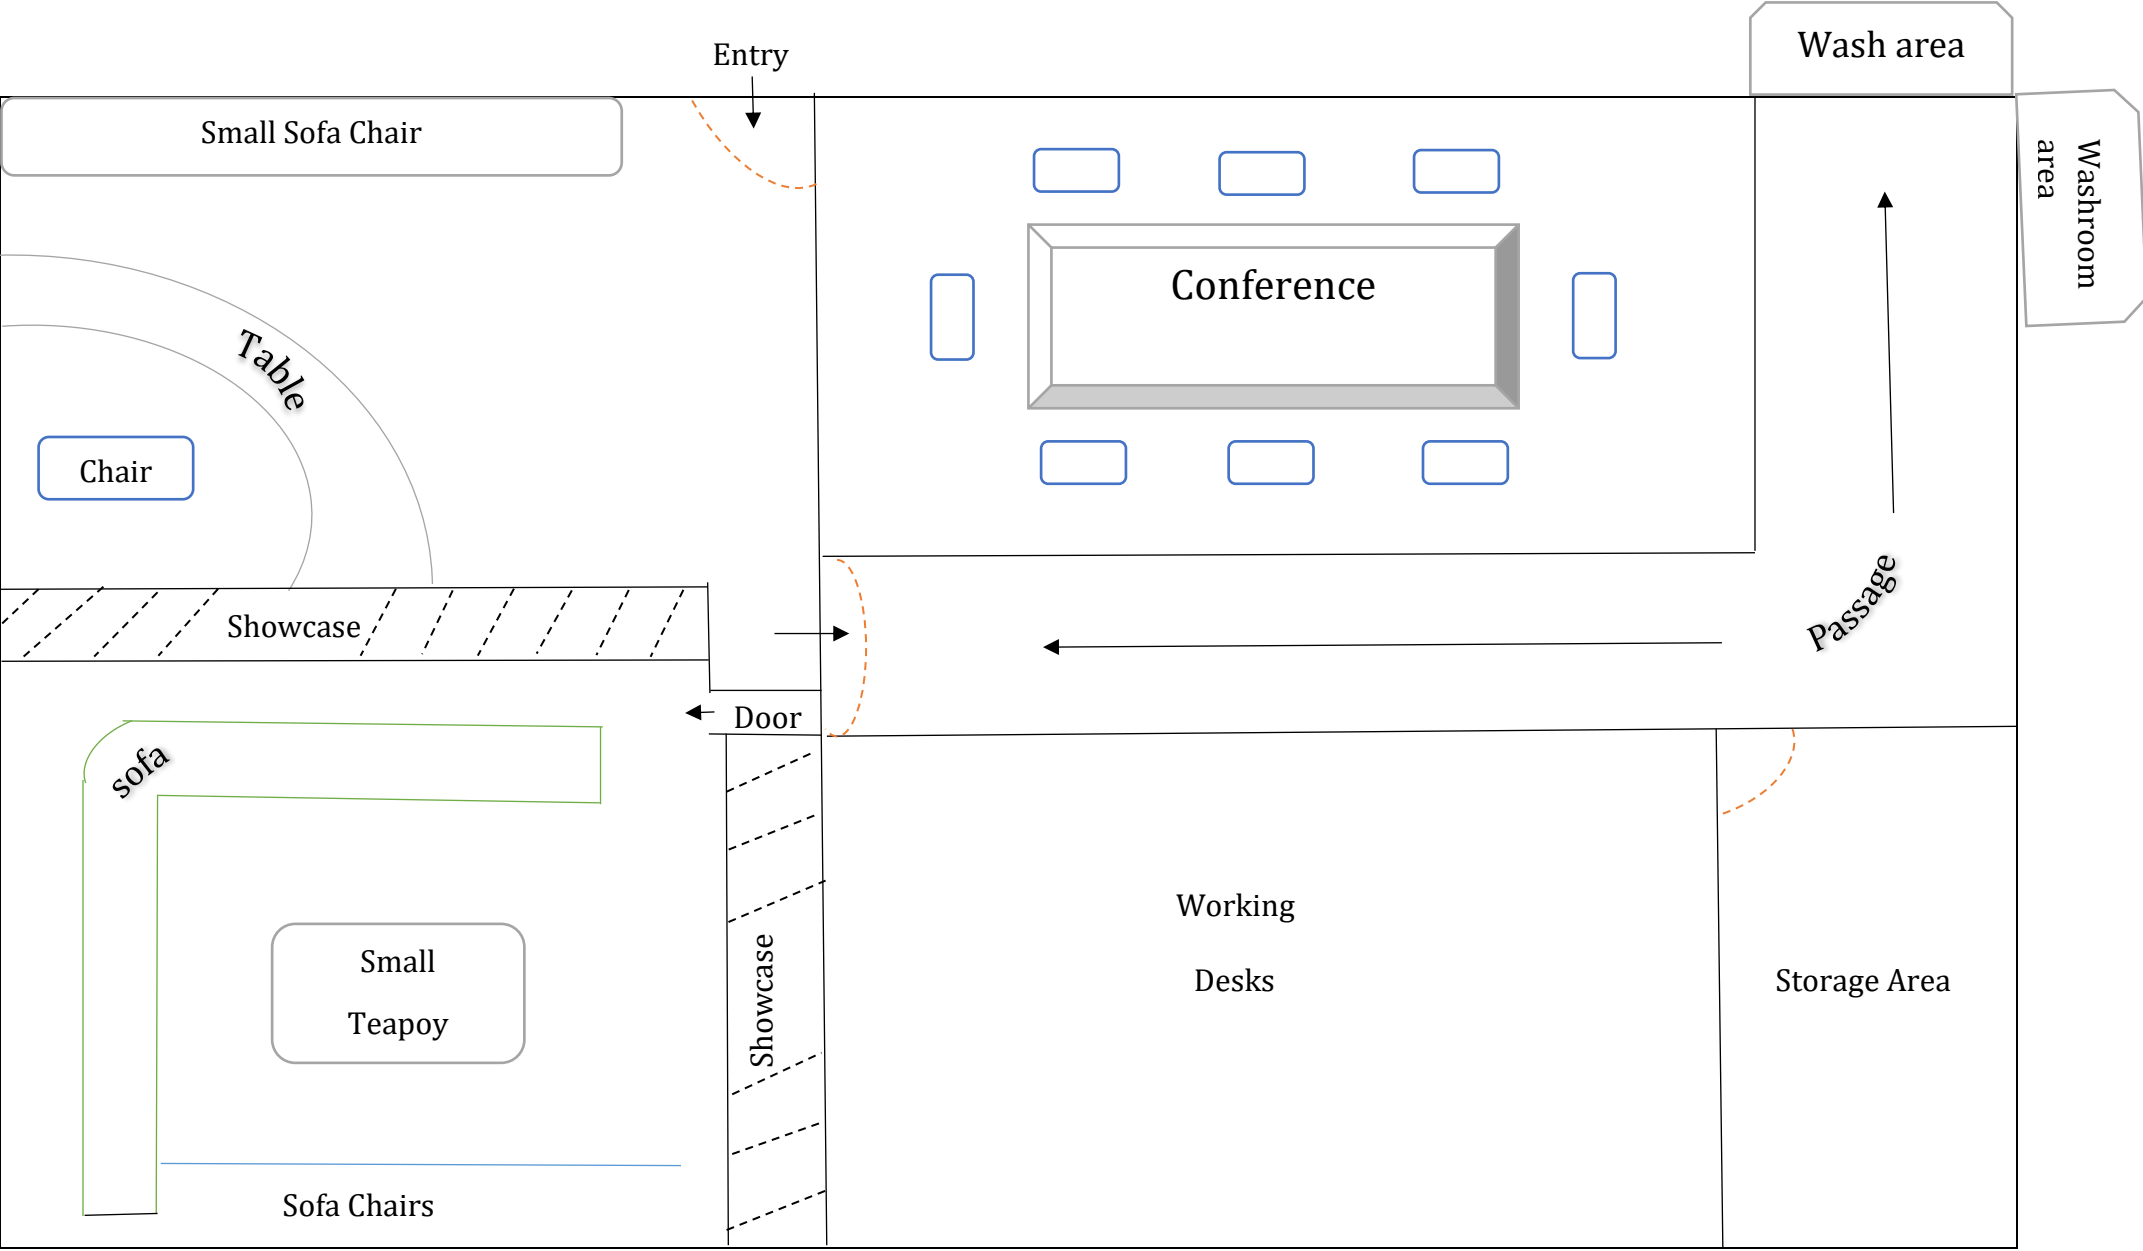 Entry
Wash area
Small Sofa Chair
Washroom
area
Conference
Table
Chair
Passage
Showcase
Door
sofa
Working
Desks
Small
Teapoy
Showcase
Storage Area
Sofa Chairs